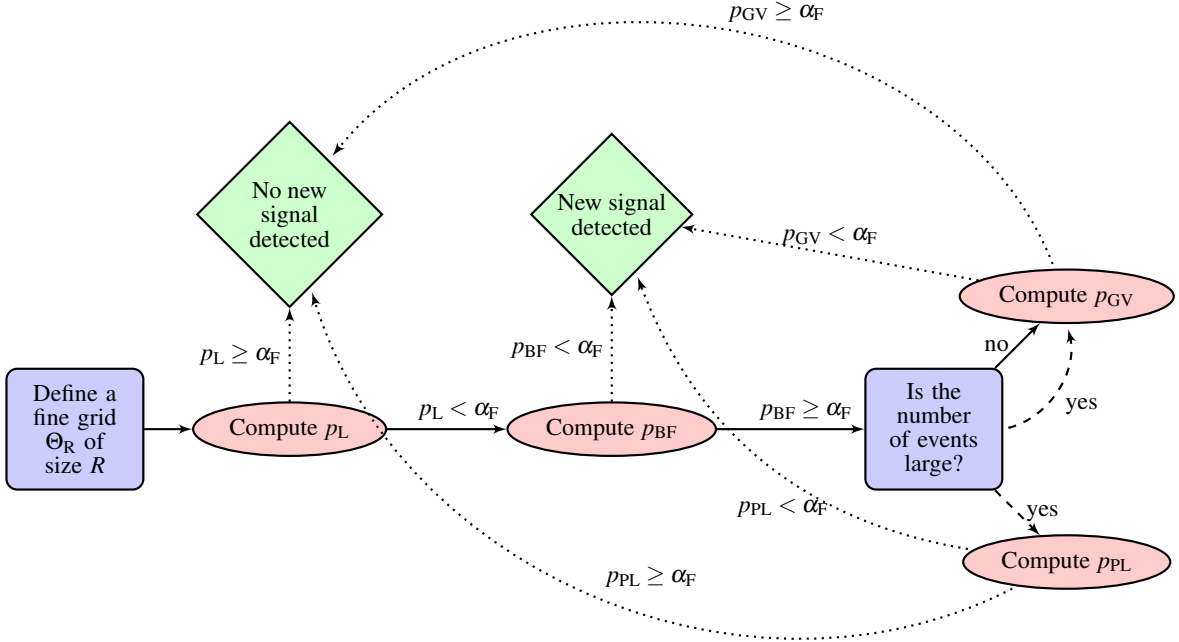 p_GV ≥ α_F
No new
signal
detected
New signal
detected
p_GV < α_F
Compute p_GV
p_L ≥ α_F
p_BF < α_F
no
yes
Define a
fine grid
Θ_R of
size R
Compute p_L
p_L < α_F
Compute p_BF
p_BF ≥ α_F
Is the
number
of events
large?
p_PL < α_F
yes
Compute p_PL
p_PL ≥ α_F